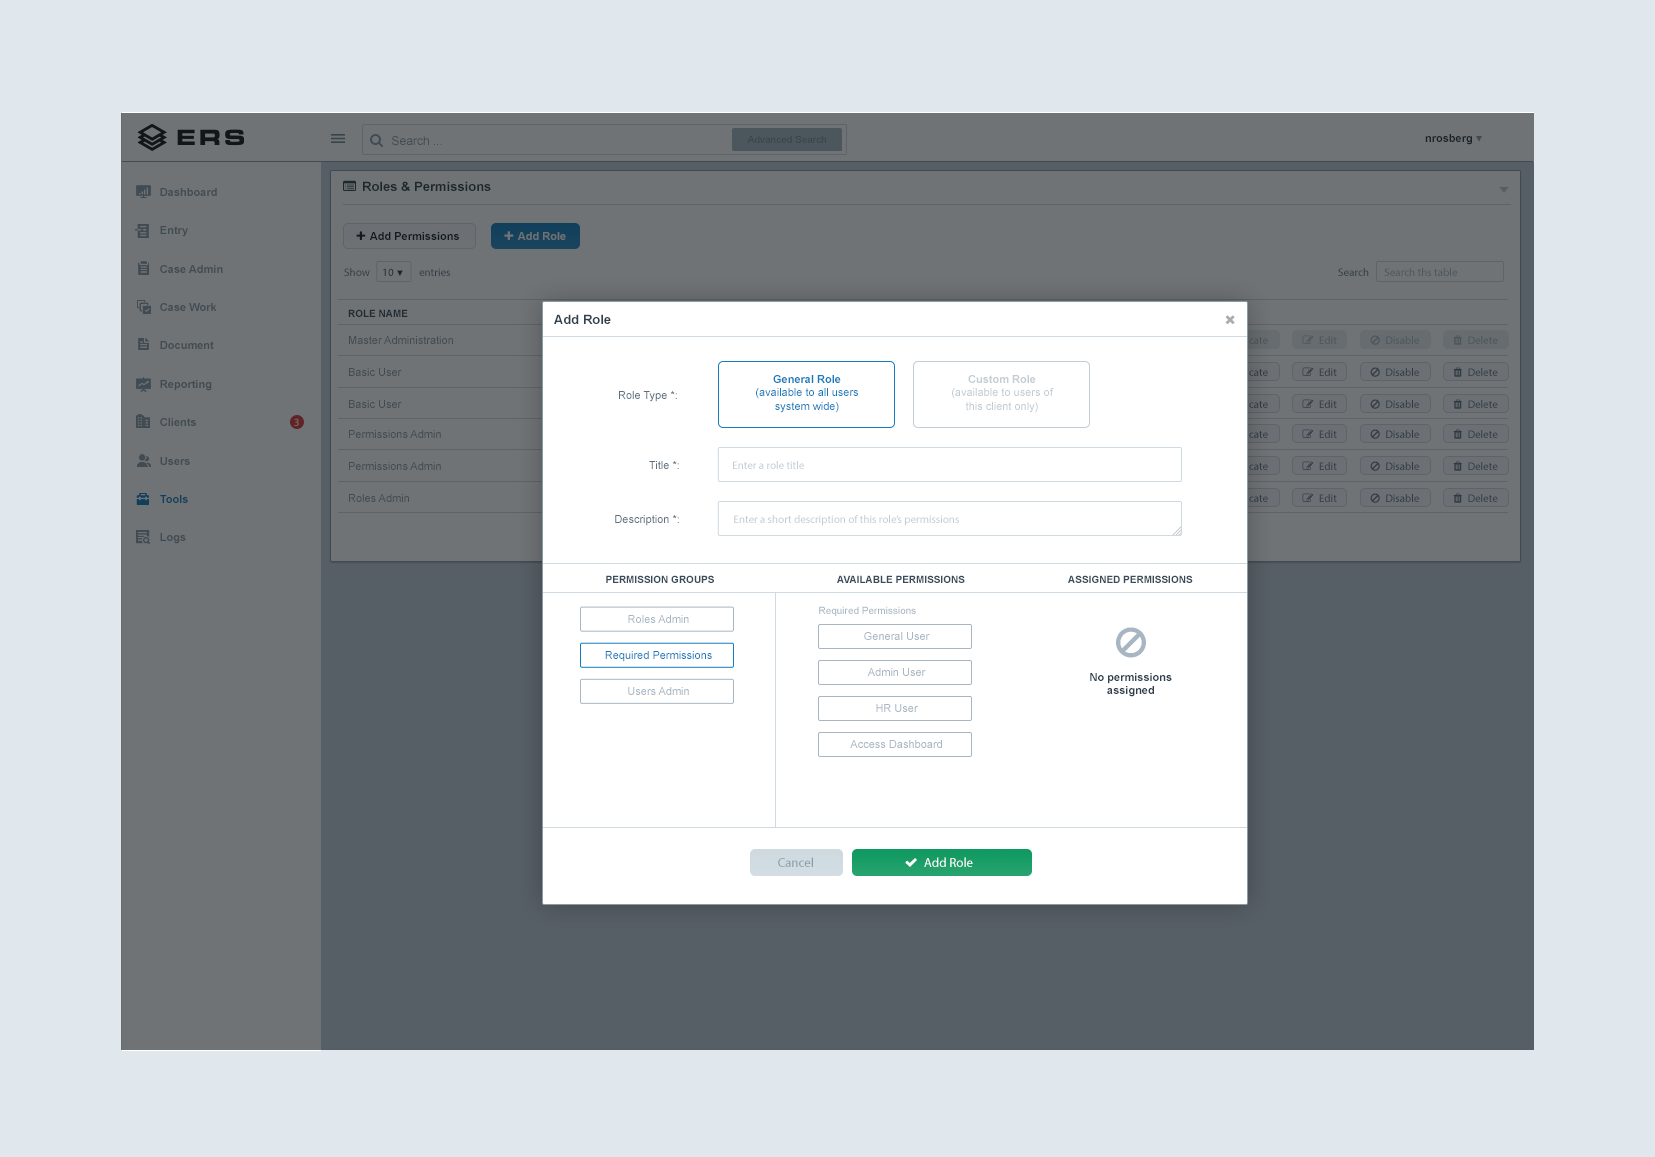 ERS
Search ...
Advanced Search
nrosberg
Dashboard
Entry
Case Admin
Case Work
Document
Reporting
Clients
3
Users
Tools
Logs
Roles & Permissions
Add Permissions
Add Role
Show
10
entries
Search
Search ths table
ROLE NAME
Master Administration
cate
Edit
Disable
Delete
Basic User
cate
Edit
Disable
Delete
Basic User
cate
Edit
Disable
Delete
Permissions Admin
cate
Edit
Disable
Delete
Permissions Admin
cate
Edit
Disable
Delete
Roles Admin
cate
Edit
Disable
Delete
Add Role
Role Type *:
General Role
(available to all users
system wide)
Custom Role
(available to users of
this client only)
Title *:
Enter a role title
Description *:
Enter a short description of this role's permissions
PERMISSION GROUPS
Roles Admin
Required Permissions
Users Admin
AVAILABLE PERMISSIONS
Required Permissions
General User
Admin User
HR User
Access Dashboard
ASSIGNED PERMISSIONS
No permissions
assigned
Cancel
Add Role